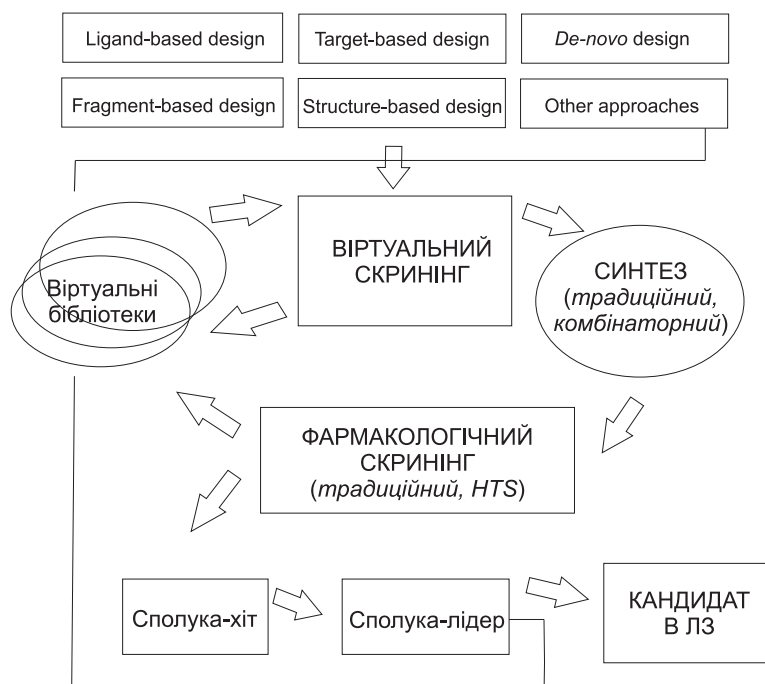 Ligand-based design
Target-based design
De-novo design
Fragment-based design
Structure-based design
Other approaches
ВІРТУАЛЬНИЙ
СКРИНІНГ
Віртуальні
бібліотеки
СИНТЕЗ
(традиційний,
комбінаторний)
ФАРМАКОЛОГІЧНИЙ
СКРИНІНГ
(традиційний, HTS)
Сполука-хіт
Сполука-лідер
КАНДИДАТ
В ЛЗ